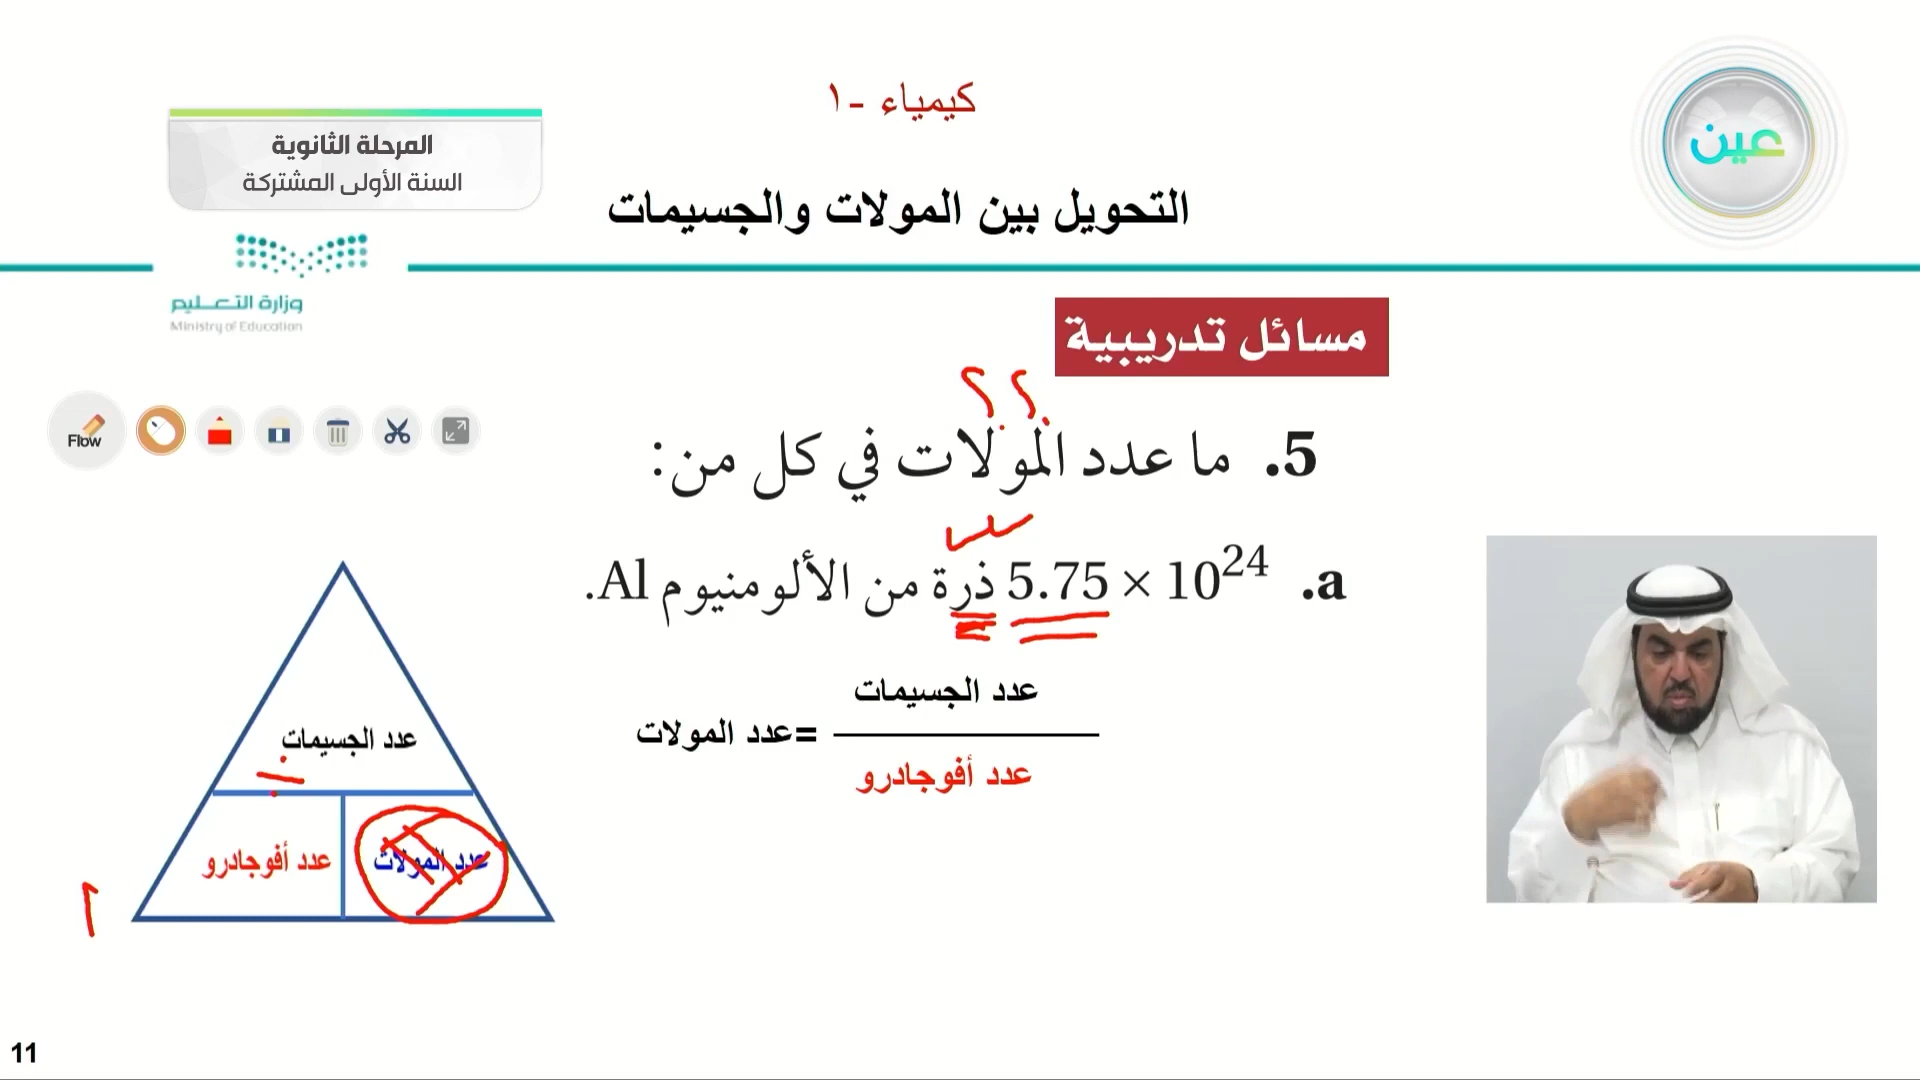 كيمياء -١
عين
المرحلة الثانوية
السنة الأولى المشتركة
التحويل بين المولات والجسيمات
وزارة التعـــليم
Ministry of Education
مسائل تدريبية
؟ ؟
Flow
5. ما عدد المولات في كل من:
a. 5.75 × 10²⁴ ذرة من الألومنيوم Al.
عدد الجسيمات
عدد المولات=
عدد أفوجادرو
عدد الجسيمات
÷
عدد المولات
عدد أفوجادرو
١
11